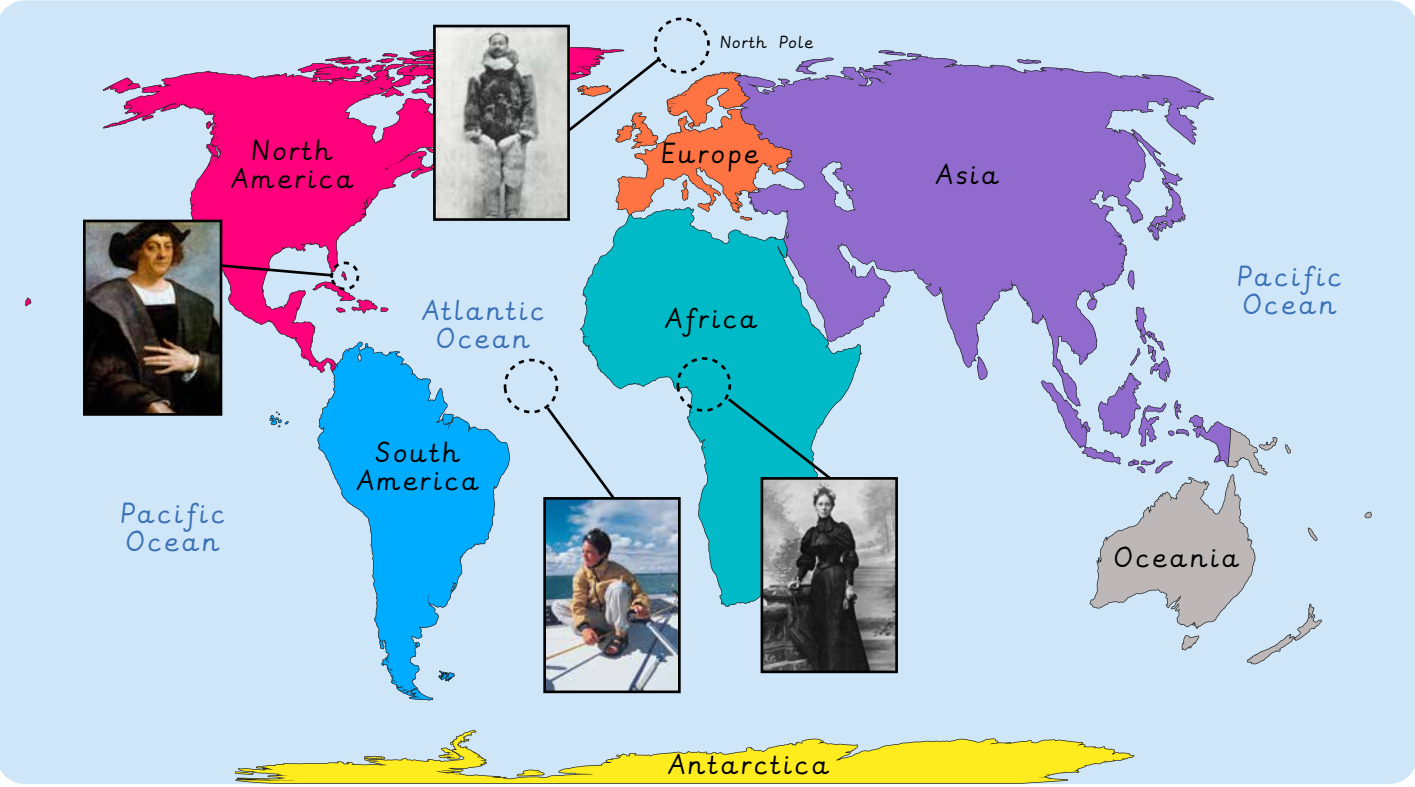 North Pole
North
America
Europe
Asia
Pacific
Ocean
Atlantic
Ocean
Africa
South
America
Pacific
Ocean
Oceania
Antarctica